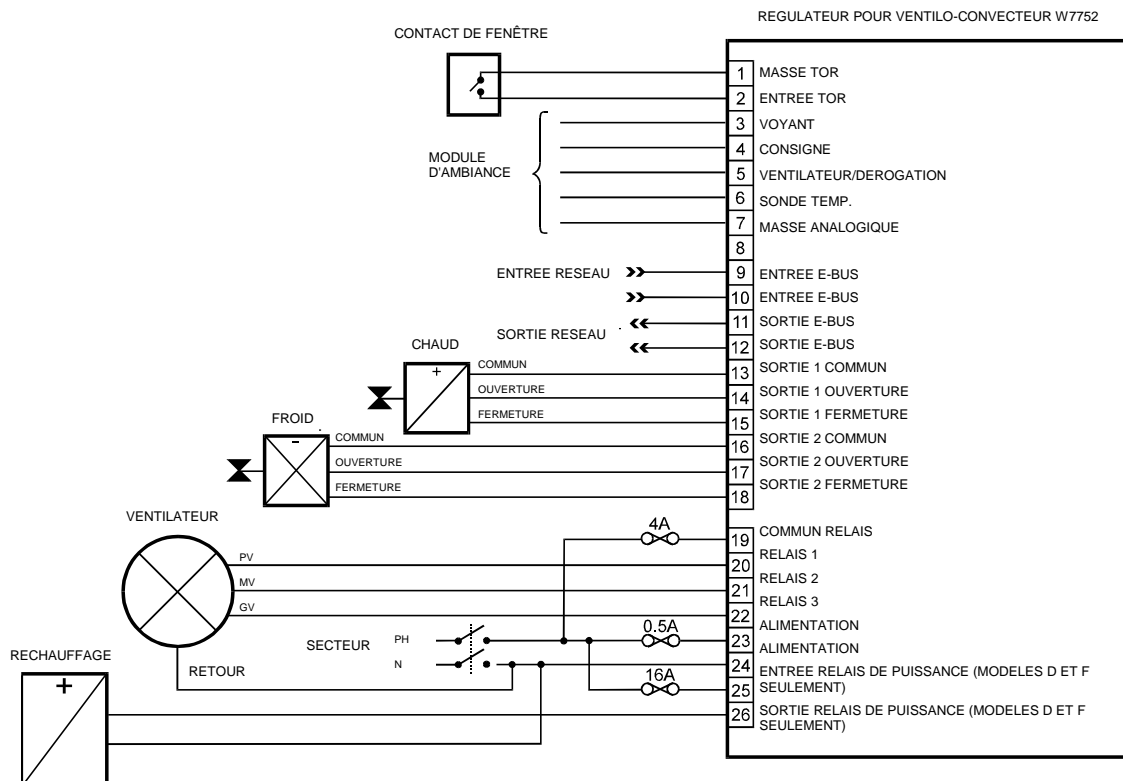 REGULATEUR POUR VENTILO-CONVECTEUR W7752
CONTACT DE FENÊTRE
1 MASSE TOR
2 ENTREE TOR
3 VOYANT
4 CONSIGNE
MODULE
D'AMBIANCE
5 VENTILATEUR/DEROGATION
6 SONDE TEMP.
7 MASSE ANALOGIQUE
8
ENTREE RESEAU
9 ENTREE E-BUS
10 ENTREE E-BUS
SORTIE RESEAU
11 SORTIE E-BUS
12 SORTIE E-BUS
CHAUD
+
COMMUN
13 SORTIE 1 COMMUN
OUVERTURE
14 SORTIE 1 OUVERTURE
FERMETURE
15 SORTIE 1 FERMETURE
FROID
-
COMMUN
16 SORTIE 2 COMMUN
OUVERTURE
17 SORTIE 2 OUVERTURE
FERMETURE
18 SORTIE 2 FERMETURE
VENTILATEUR
4A
19 COMMUN RELAIS
PV
20 RELAIS 1
MV
21 RELAIS 2
GV
22 RELAIS 3
SECTEUR
PH
0.5A
23 ALIMENTATION
N
24 ALIMENTATION
RECHAUFFAGE
+
RETOUR
16A
25 ENTREE RELAIS DE PUISSANCE (MODELES D ET F
SEULEMENT)
26 SORTIE RELAIS DE PUISSANCE (MODELES D ET F
SEULEMENT)